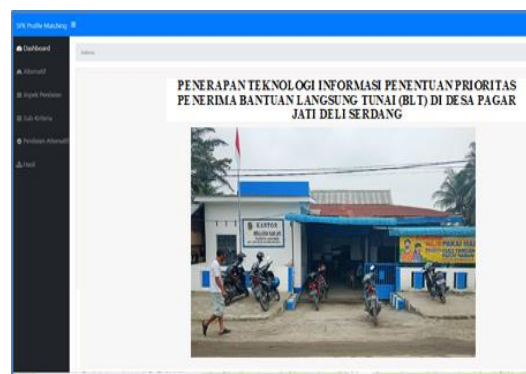 SPK Profile Matching
Dashboard
Admin
Alternatif
Aspek Penilaian
Sub Kriteria
Penilaian Alternatif
Hasil
PENERAPAN TEKNOLOGI INFORMASI PENENTUAN PRIORITAS
PENERIMA BANTUAN LANGSUNG TUNAI (BLT) DI DESA PAGAR
JATI DELI SERDANG
KANTOR